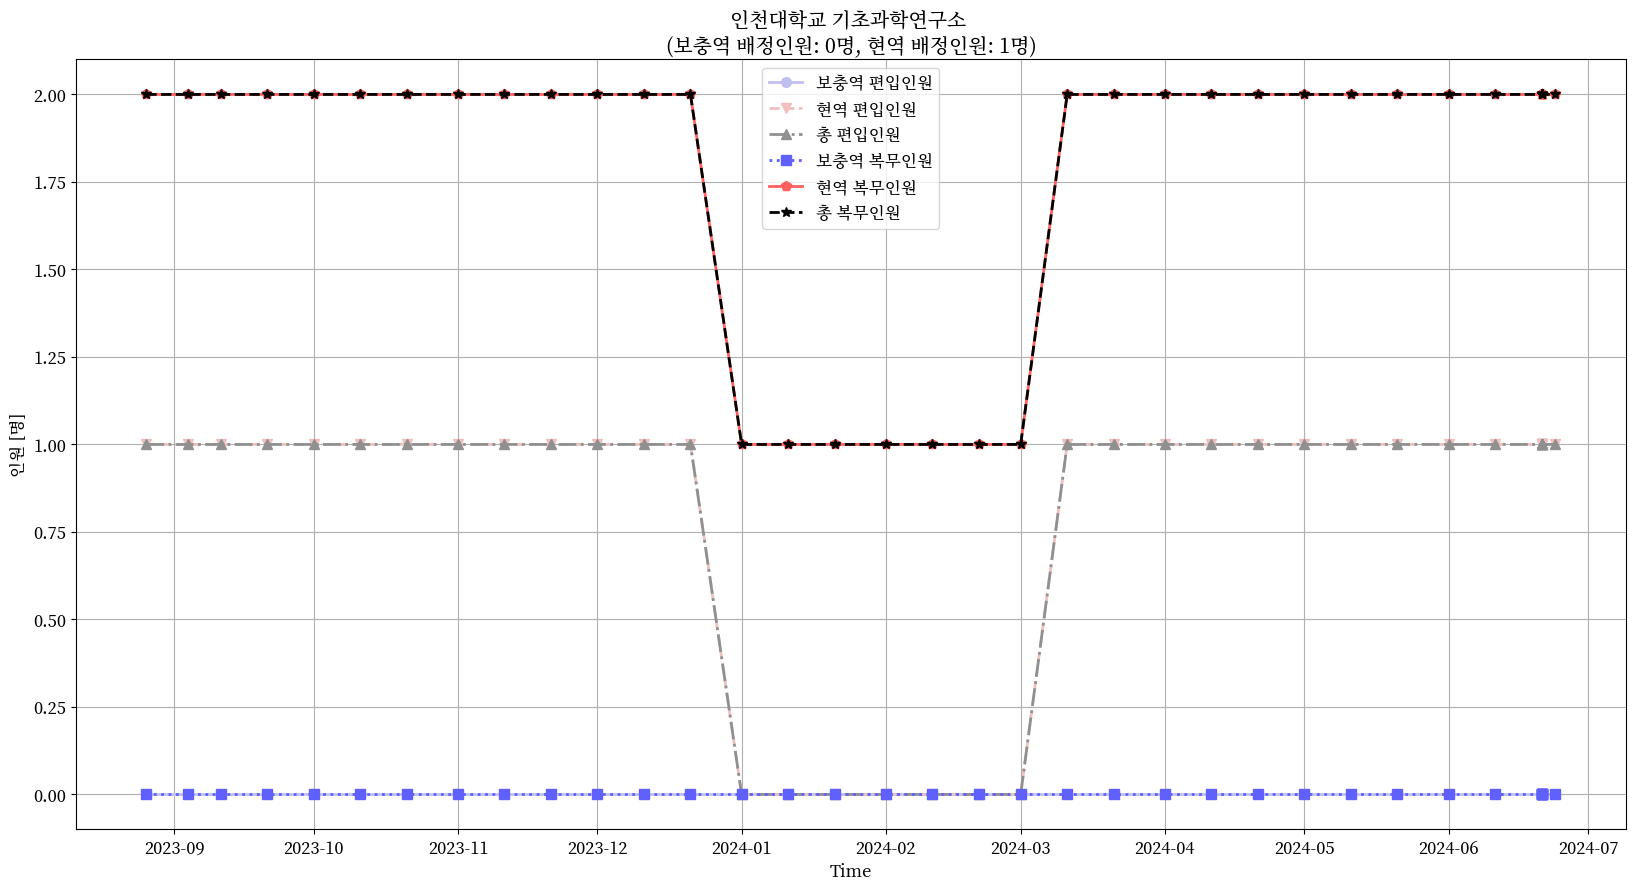 인천대학교 기초과학연구소
(보충역 배정인원: 0명, 현역 배정인원: 1명)
보충역 편입인원
현역 편입인원
총 편입인원
보충역 복무인원
현역 복무인원
총 복무인원
인원 [명]
2.00
1.75
1.50
1.25
1.00
0.75
0.50
0.25
0.00
2023-09 2023-10 2023-11 2023-12 2024-01 2024-02 2024-03 2024-04 2024-05 2024-06 2024-07
Time